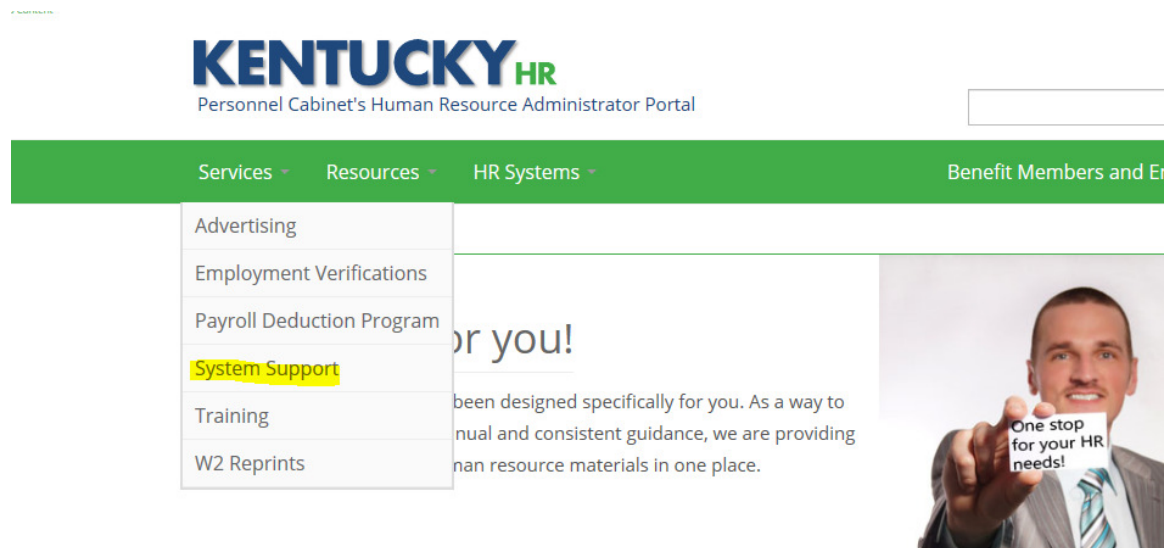 KENTUCKY HR
Personnel Cabinet's Human Resource Administrator Portal
Services Resources HR Systems Benefit Members and
Advertising
Employment Verifications
Payroll Deduction Program
System Support
Training
W2 Reprints
or you!
been designed specifically for you. As a way to
nual and consistent guidance, we are providing
man resource materials in one place.
One stop
for your HR
needs!